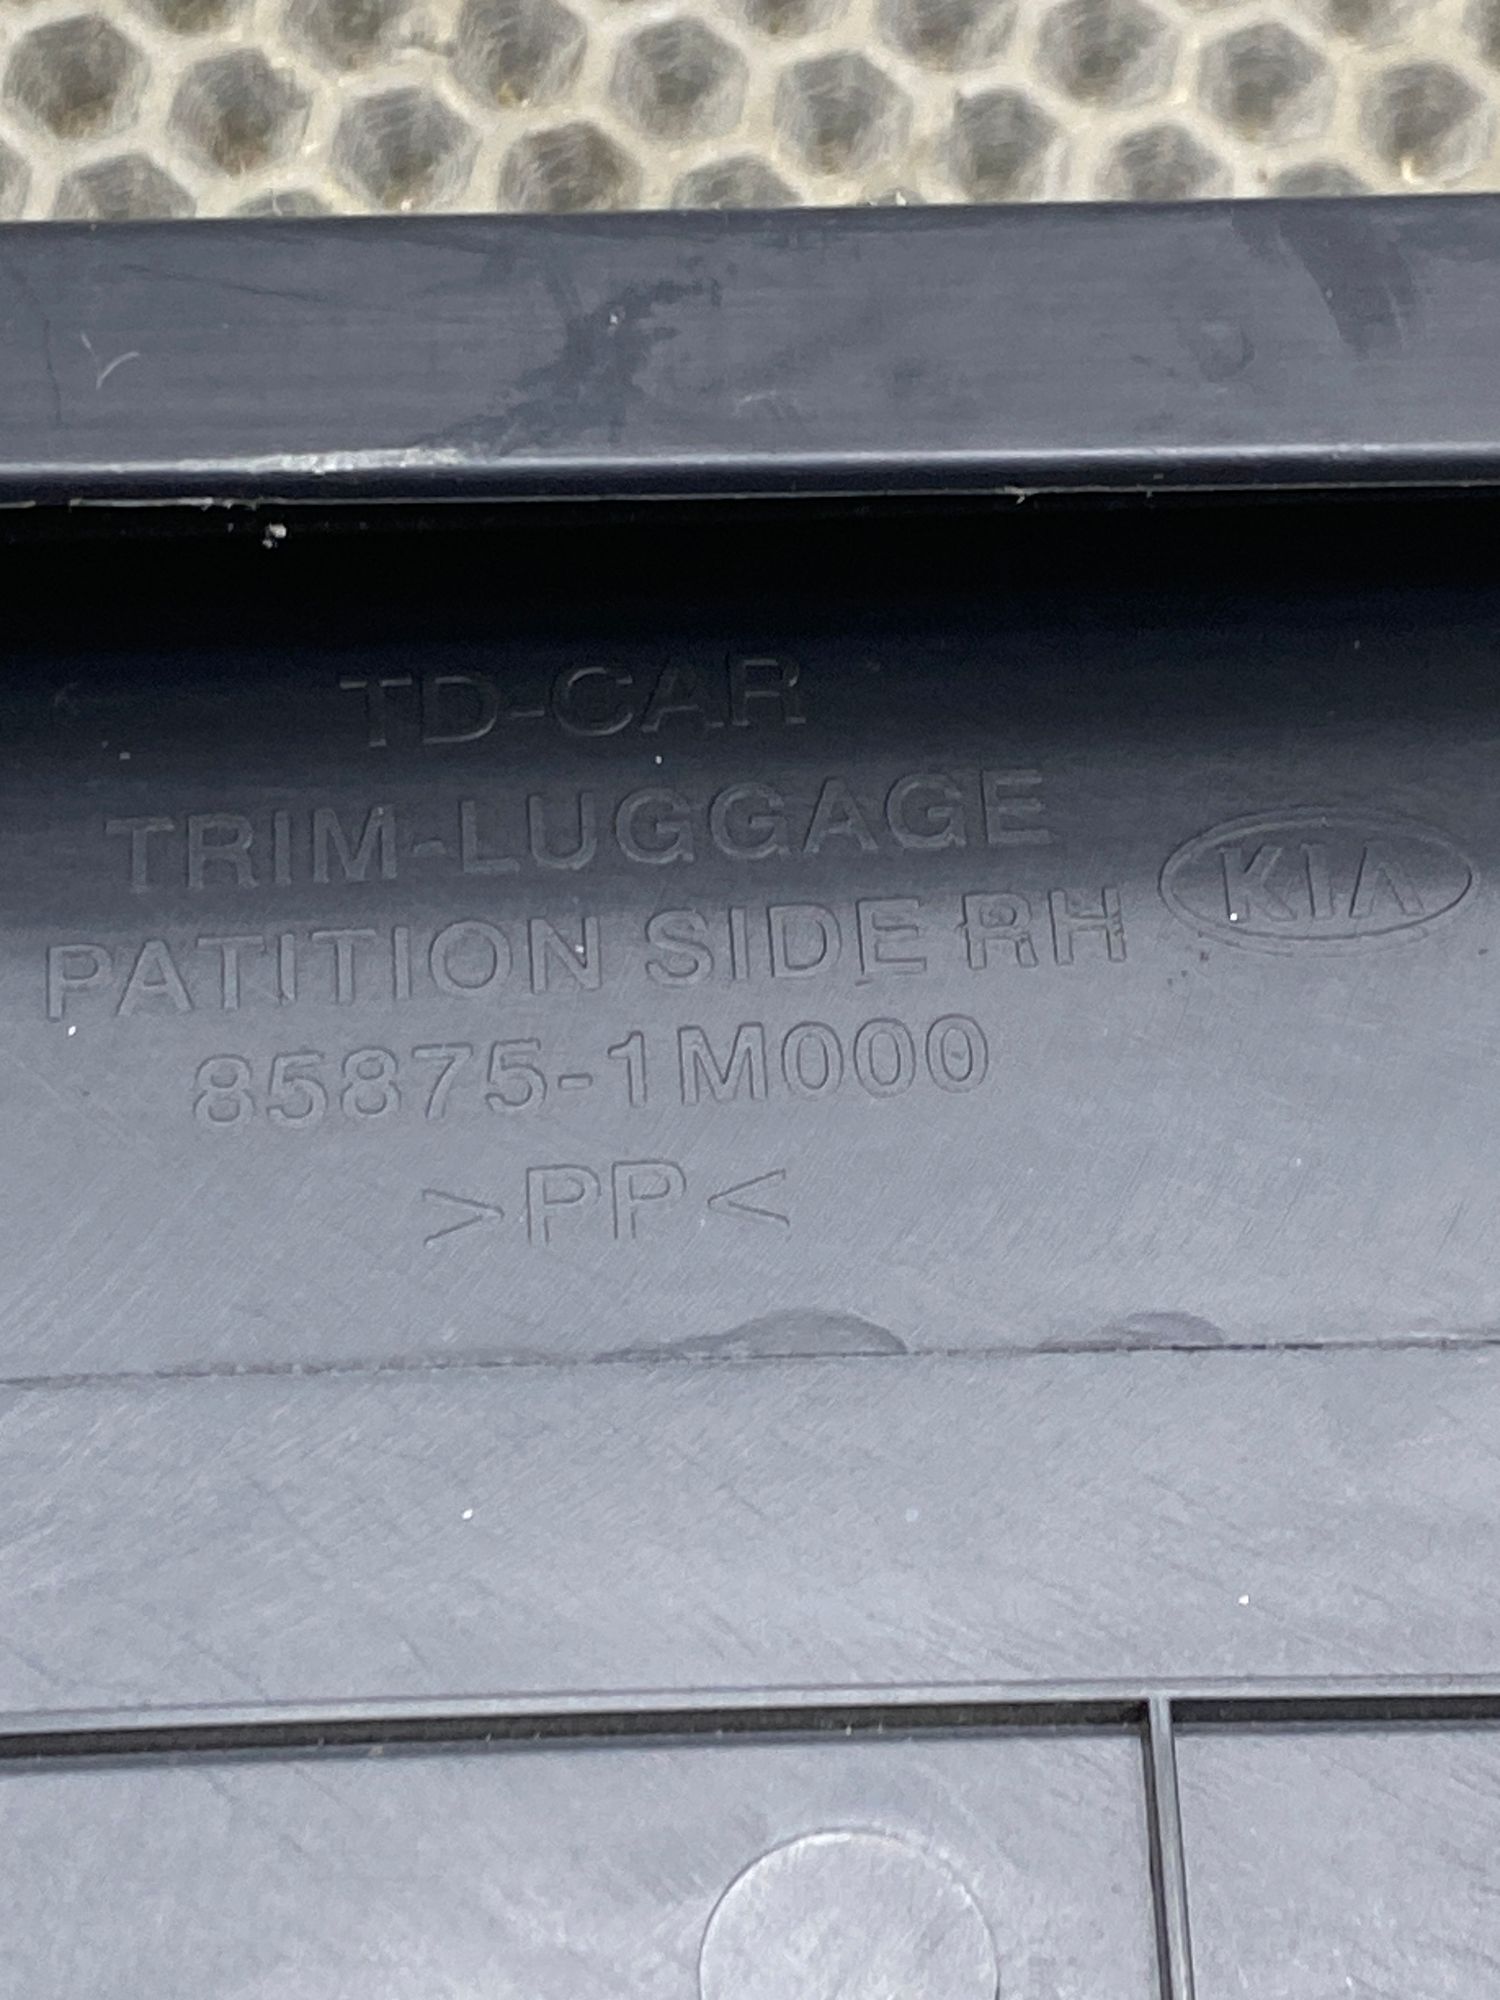 TD-CAR
TRIM-LUGGAGE
PATITION SIDE RH
KIA
85875-1M000
>PP<